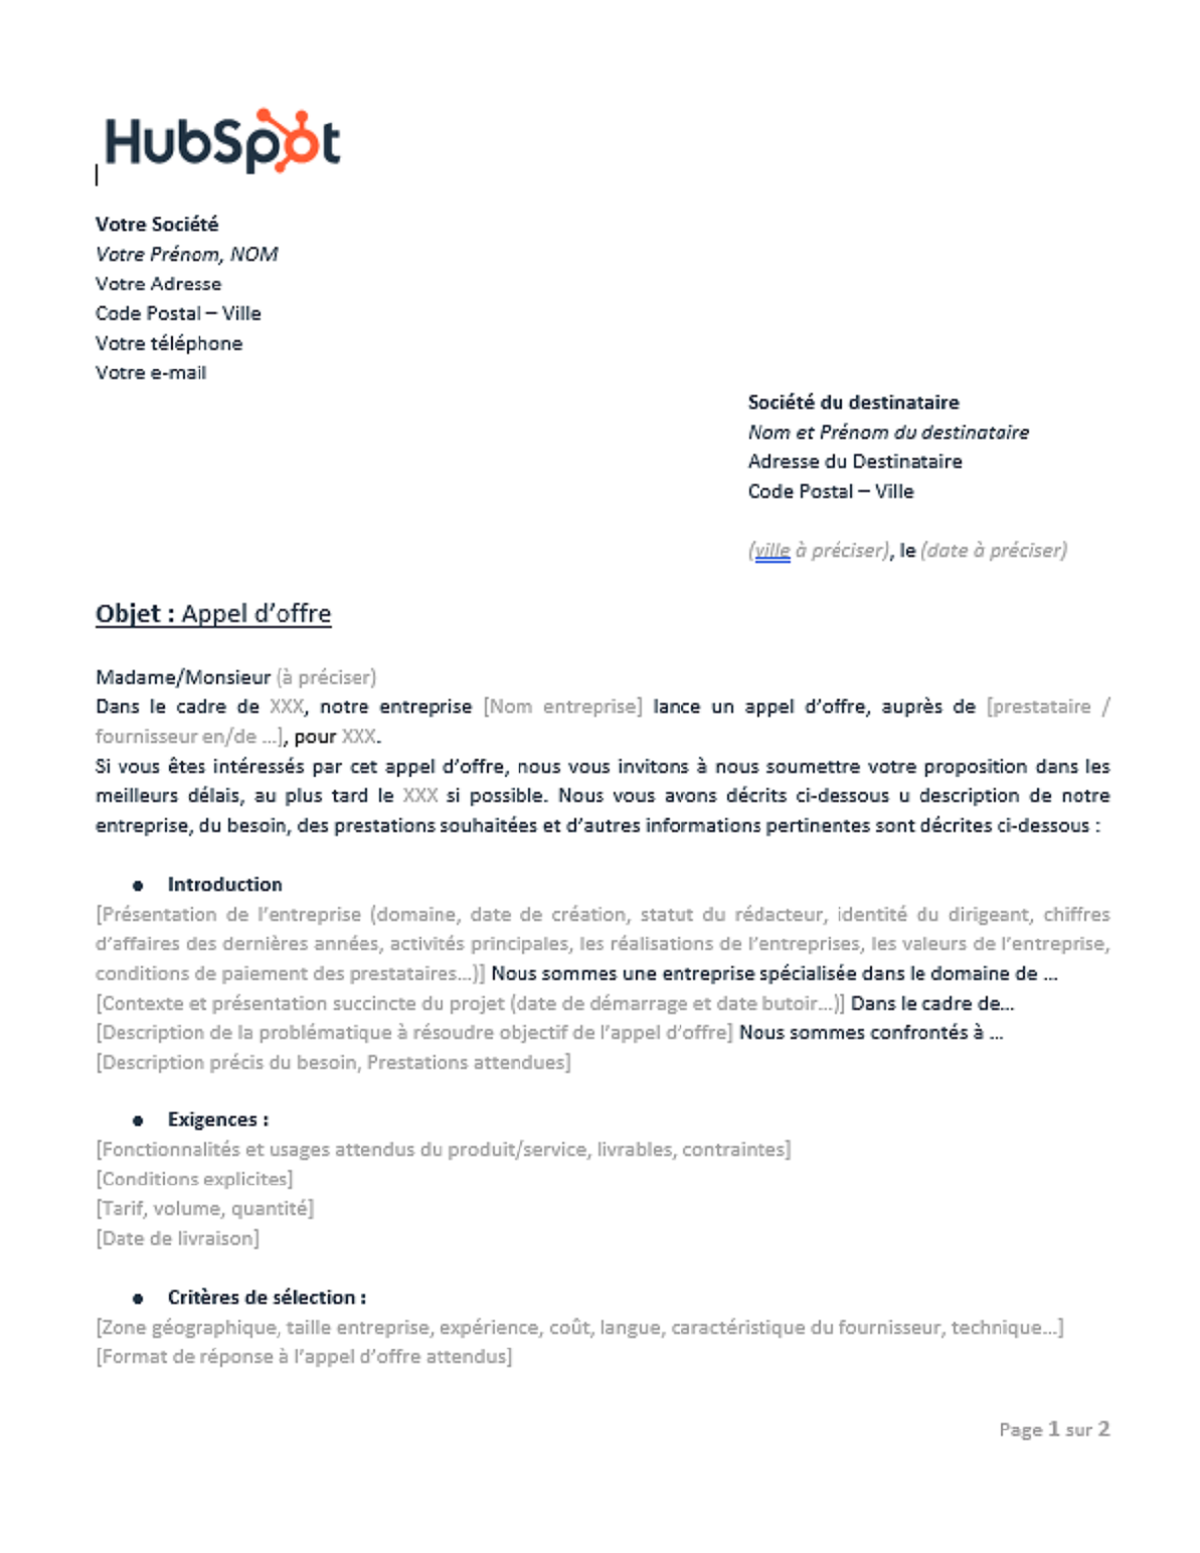 HubSpot
Votre Société
Votre Prénom, NOM
Votre Adresse
Code Postal – Ville
Votre téléphone
Votre e-mail
Société du destinataire
Nom et Prénom du destinataire
Adresse du Destinataire
Code Postal – Ville
(ville à préciser), le (date à préciser)
Objet : Appel d’offre
Madame/Monsieur (à préciser)
Dans le cadre de XXX, notre entreprise [Nom entreprise] lance un appel d’offre, auprès de [prestataire /
fournisseur en/de …], pour XXX.
Si vous êtes intéressés par cet appel d’offre, nous vous invitons à nous soumettre votre proposition dans les
meilleurs délais, au plus tard le XXX si possible. Nous vous avons décrits ci-dessous u description de notre
entreprise, du besoin, des prestations souhaitées et d’autres informations pertinentes sont décrites ci-dessous :
● Introduction
[Présentation de l’entreprise (domaine, date de création, statut du rédacteur, identité du dirigeant, chiffres
d’affaires des dernières années, activités principales, les réalisations de l’entreprises, les valeurs de l’entreprise,
conditions de paiement des prestataires…)] Nous sommes une entreprise spécialisée dans le domaine de …
[Contexte et présentation succincte du projet (date de démarrage et date butoir…)] Dans le cadre de…
[Description de la problématique à résoudre objectif de l’appel d’offre] Nous sommes confrontés à …
[Description précis du besoin, Prestations attendues]
● Exigences :
[Fonctionnalités et usages attendus du produit/service, livrables, contraintes]
[Conditions explicites]
[Tarif, volume, quantité]
[Date de livraison]
● Critères de sélection :
[Zone géographique, taille entreprise, expérience, coût, langue, caractéristique du fournisseur, technique…]
[Format de réponse à l’appel d’offre attendus]
Page 1 sur 2